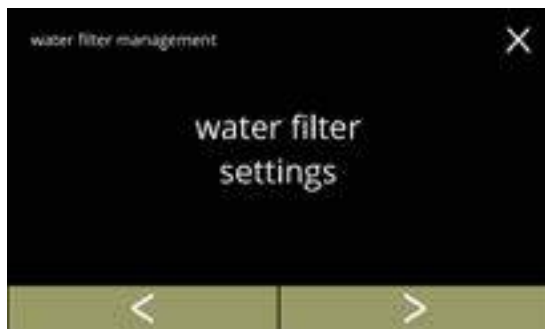 water filter management
X
water filter
settings
< >